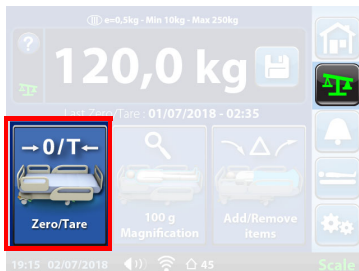 e=0,5kg - Min 10kg - Max 250kg
?
120,0 kg
Last Zero/Tare : 01/07/2018 - 02:35
→0/T←
Zero/Tare
100 g
Magnification
Add/Remove
items
19:15 02/07/2018 45 Scale